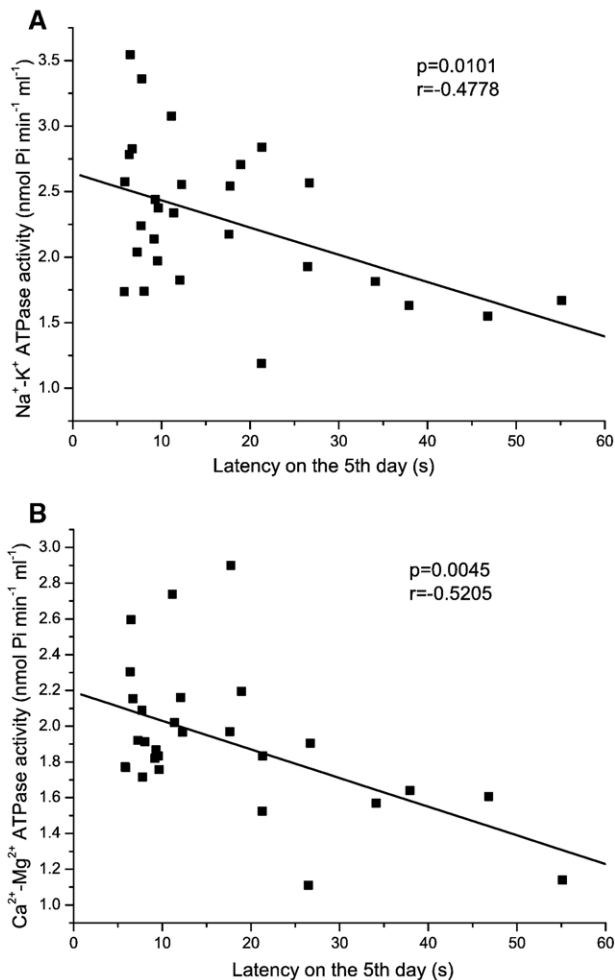 A
Na⁺-K⁺ ATPase activity (nmol Pi min⁻¹ ml⁻¹)
3.5
3.0
2.5
2.0
1.5
1.0
p=0.0101
r=-0.4778
0 10 20 30 40 50 60
Latency on the 5th day (s)
B
Ca²⁺-Mg²⁺ ATPase activity (nmol Pi min⁻¹ ml⁻¹)
3.0
2.8
2.6
2.4
2.2
2.0
1.8
1.6
1.4
1.2
1.0
p=0.0045
r=-0.5205
0 10 20 30 40 50 60
Latency on the 5th day (s)